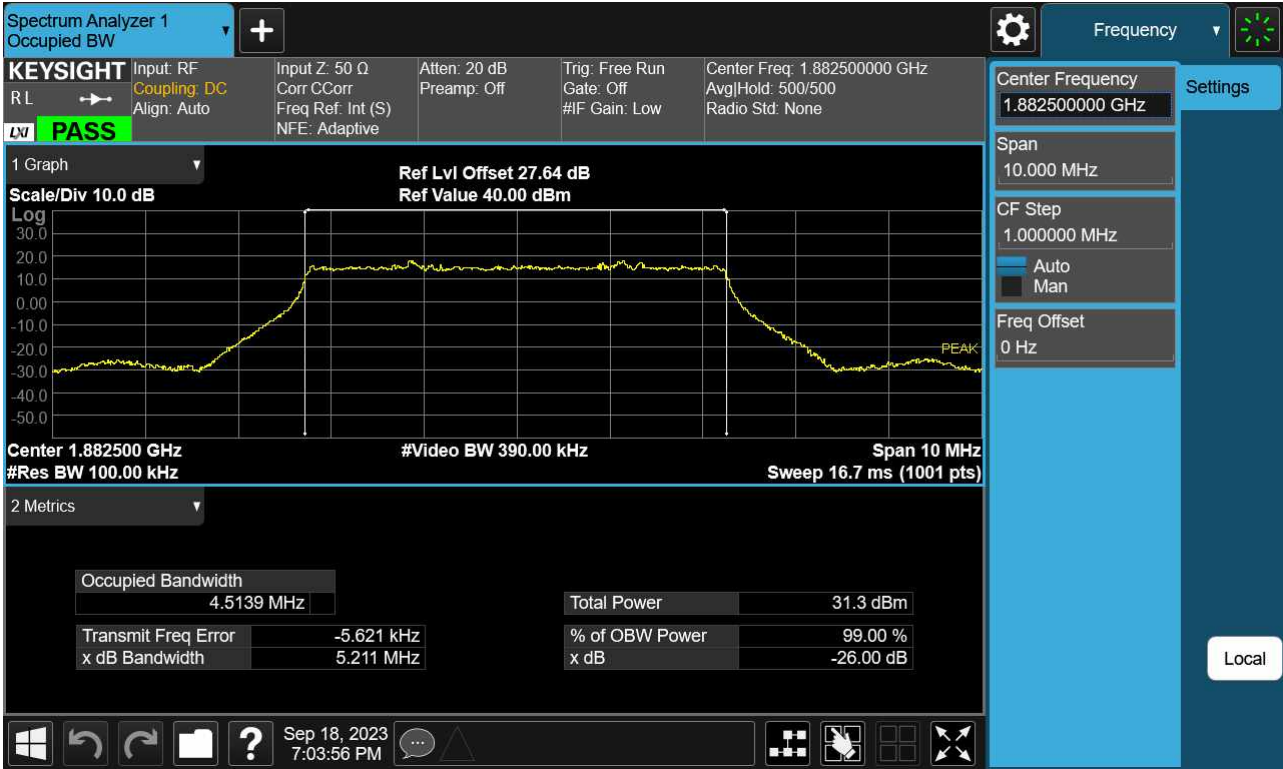 Spectrum Analyzer 1
Occupied BW
Frequency
KEYSIGHT
RL
LXI
PASS
Input: RF
Coupling: DC
Align: Auto
Input Z: 50 Ω
Corr CCorr
Freq Ref: Int (S)
NFE: Adaptive
Atten: 20 dB
Preamp: Off
Trig: Free Run
Gate: Off
#IF Gain: Low
Center Freq: 1.882500000 GHz
Avg|Hold: 500/500
Radio Std: None
Center Frequency
1.882500000 GHz
Settings
Span
10.000 MHz
CF Step
1.000000 MHz
Auto
Man
Freq Offset
0 Hz
Local
1 Graph
Scale/Div 10.0 dB
Ref Lvl Offset 27.64 dB
Ref Value 40.00 dBm
Log
30.0
20.0
10.0
0.00
-10.0
-20.0
-30.0
-40.0
-50.0
PEAK
Center 1.882500 GHz
#Res BW 100.00 kHz
#Video BW 390.00 kHz
Span 10 MHz
Sweep 16.7 ms (1001 pts)
2 Metrics
Occupied Bandwidth
4.5139 MHz
Transmit Freq Error -5.621 kHz
x dB Bandwidth 5.211 MHz
Total Power 31.3 dBm
% of OBW Power 99.00 %
x dB -26.00 dB
?
Sep 18, 2023
7:03:56 PM